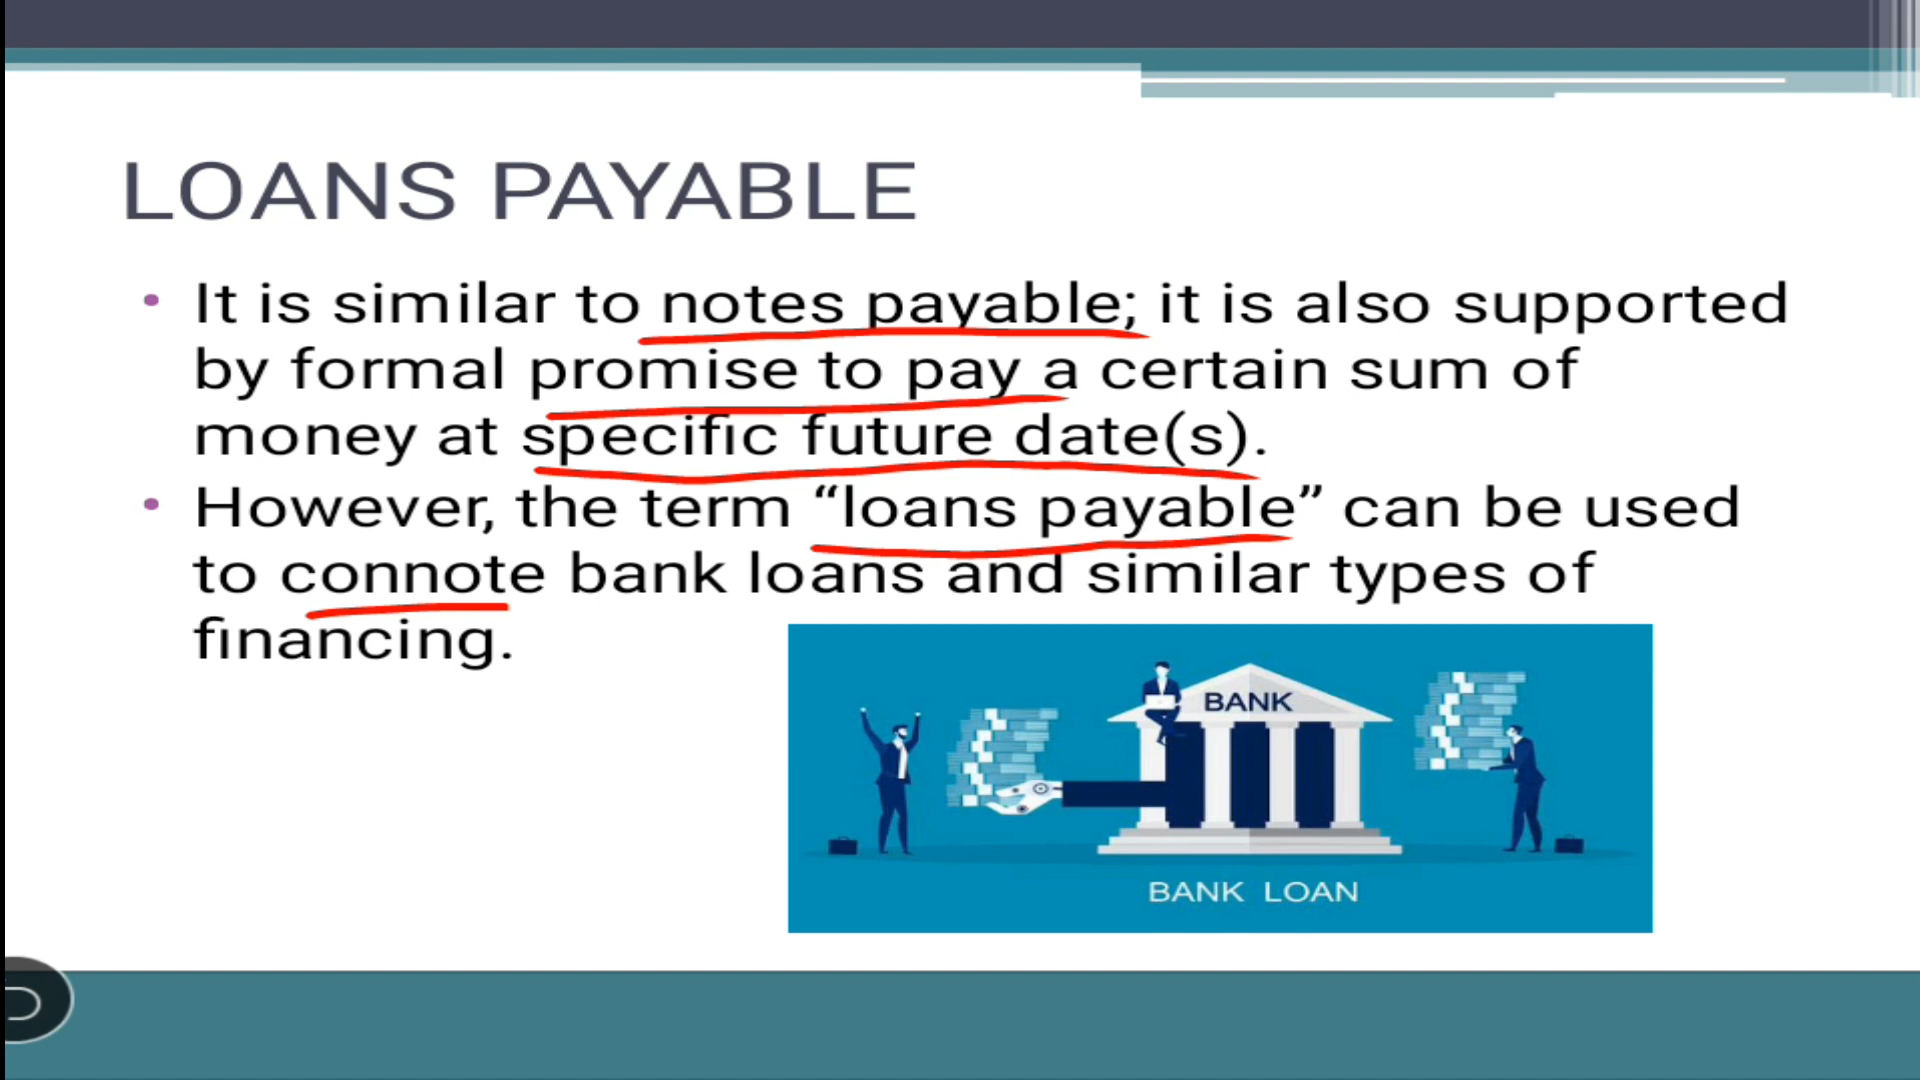 LOANS PAYABLE
• It is similar to notes payable; it is also supported
by formal promise to pay a certain sum of
money at specific future date(s).
• However, the term “loans payable” can be used
to connote bank loans and similar types of
financing.
BANK
BANK LOAN